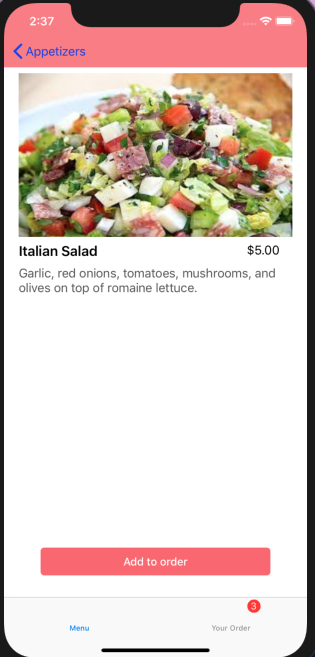 2:37
Appetizers
Italian Salad $5.00
Garlic, red onions, tomatoes, mushrooms, and
olives on top of romaine lettuce.
Add to order
3
Menu Your Order